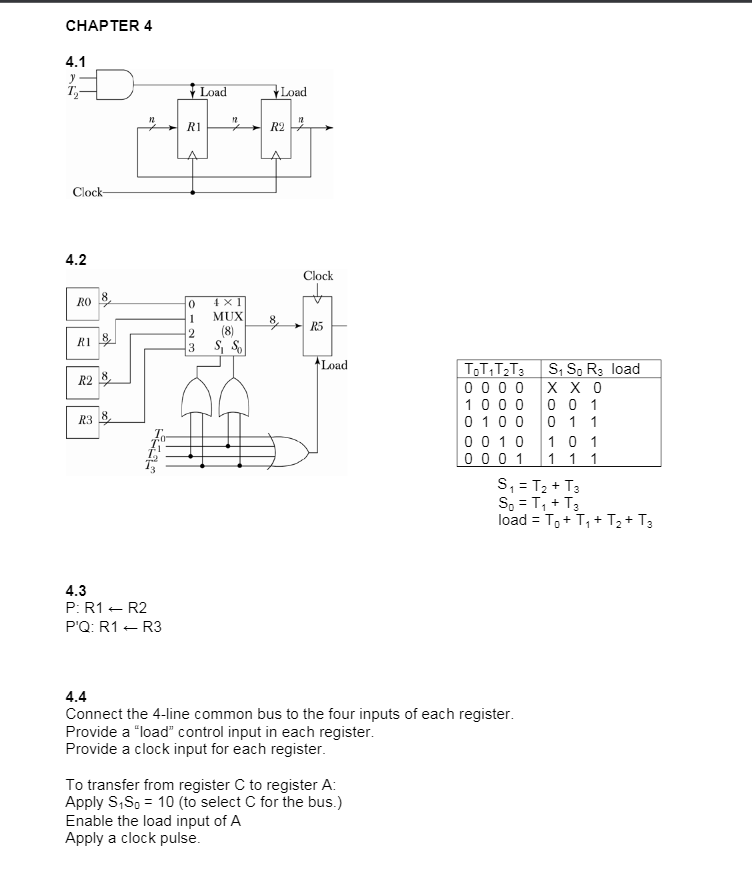 CHAPTER 4
4.1
y
T₂
Load
Load
n
n
n
R1
R2
Clock
4.2
Clock
R0
8
0
4 × 1
1
MUX
8
R5
R1
8
2
(8)
3
S₁ S₀
Load
R2
8
R3
8
T₀
T₁
T₂
T₃
T₀T₁T₂T₃ S₁ S₀ R₃ load
0 0 0 0 X X 0
1 0 0 0 0 0 1
0 1 0 0 0 1 1
0 0 1 0 1 0 1
0 0 0 1 1 1 1
S₁ = T₂ + T₃
S₀ = T₁ + T₃
load = T₀ + T₁ + T₂ + T₃
4.3
P: R1 ← R2
P'Q: R1 ← R3
4.4
Connect the 4-line common bus to the four inputs of each register.
Provide a “load” control input in each register.
Provide a clock input for each register.
To transfer from register C to register A:
Apply S₁S₀ = 10 (to select C for the bus.)
Enable the load input of A
Apply a clock pulse.